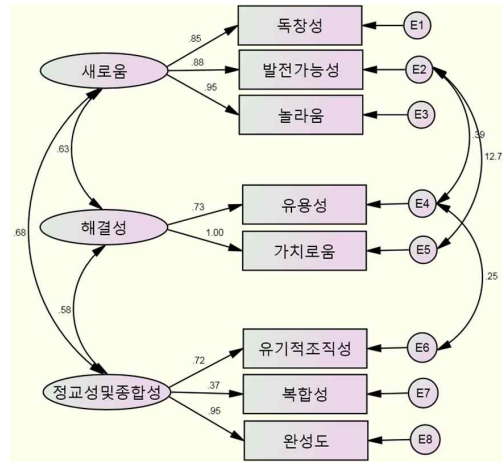 독창성
E1
.85
새로움
.88
발전가능성
E2
.95
놀라움
E3
.39
12.7
.63
.73
유용성
E4
.68
해결성
1.00
가치로움
E5
.25
.58
.72
유기적조직성
E6
정교성및종합성
.37
복합성
E7
.95
완성도
E8